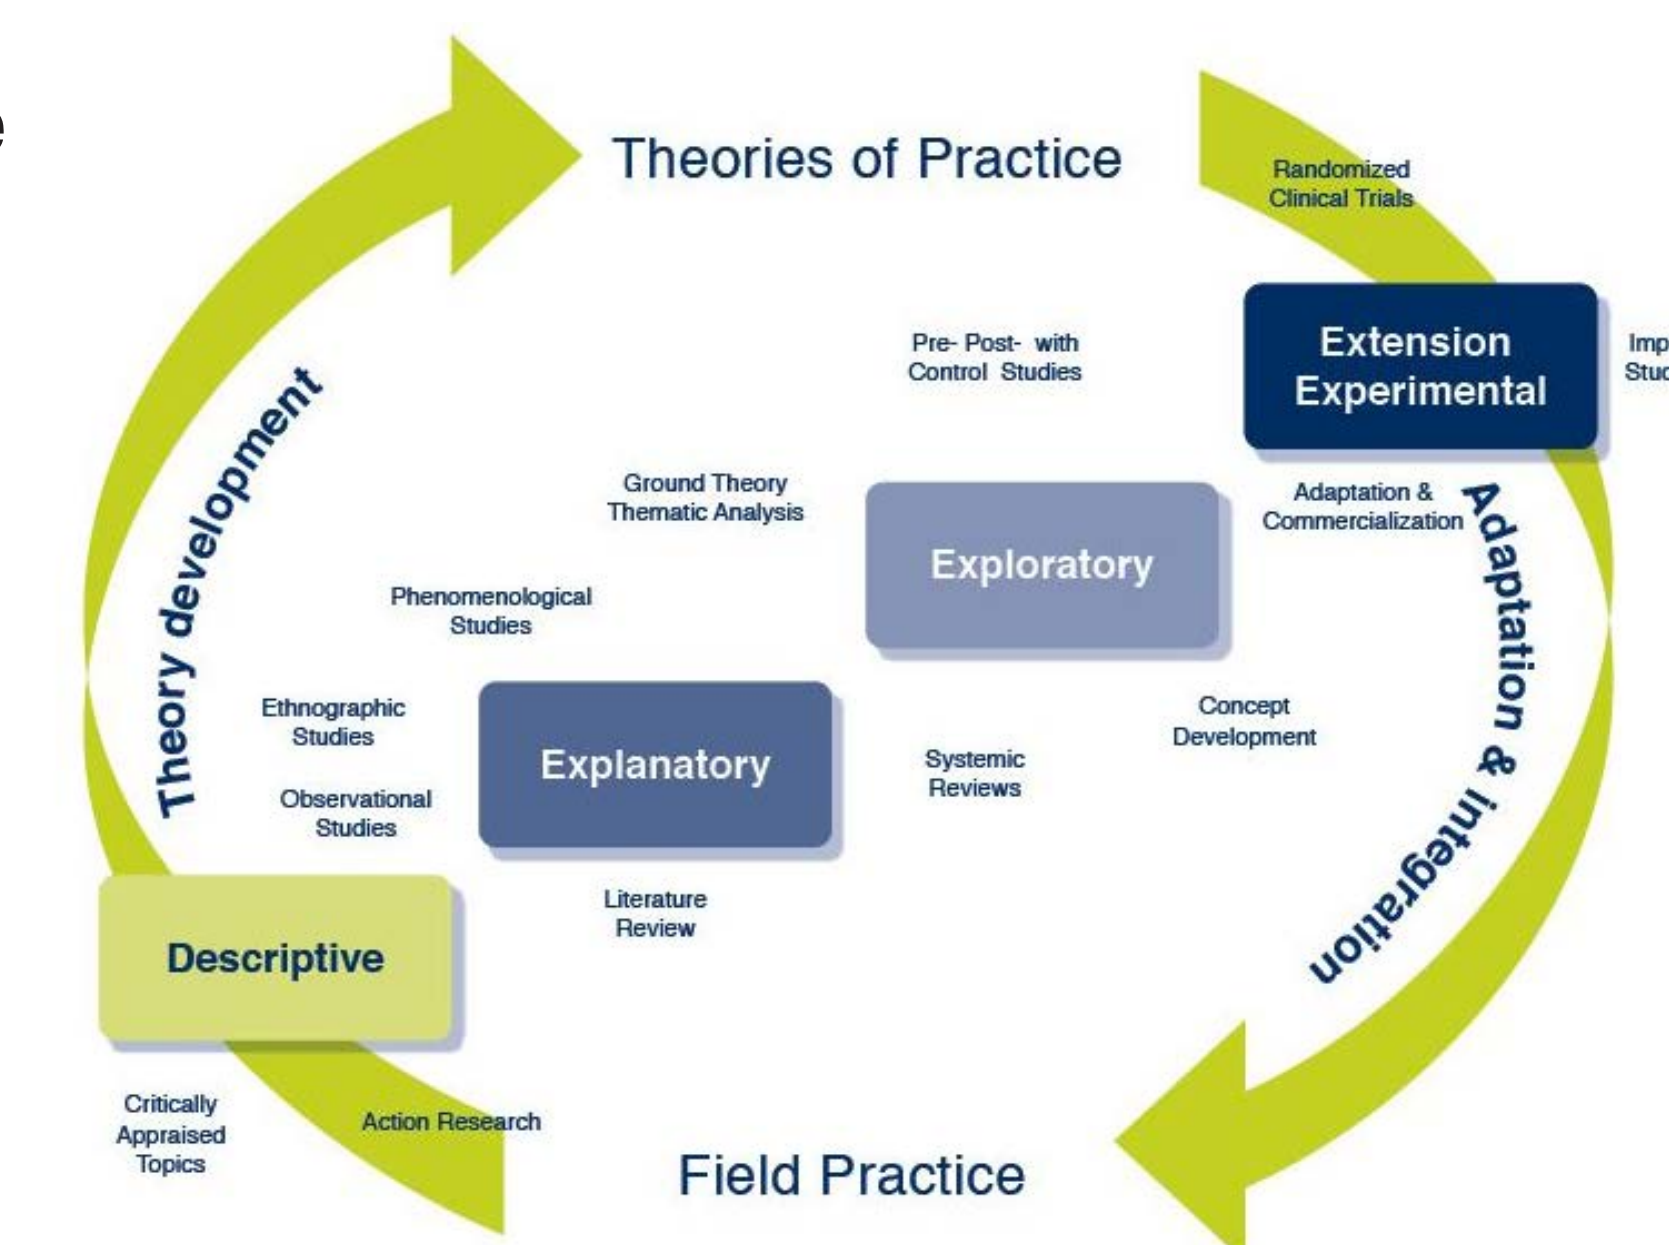 e
Theories of Practice
Randomized
Clinical Trials
Extension
Experimental
Pre- Post- with
Control Studies
Ground Theory
Thematic Analysis
Adaptation &
Commercialization
Exploratory
Phenomenological
Studies
Theory development
Adaptation & integration
Ethnographic
Studies
Explanatory
Concept
Development
Systemic
Reviews
Observational
Studies
Literature
Review
Descriptive
Critically
Appraised
Topics
Action Research
Field Practice